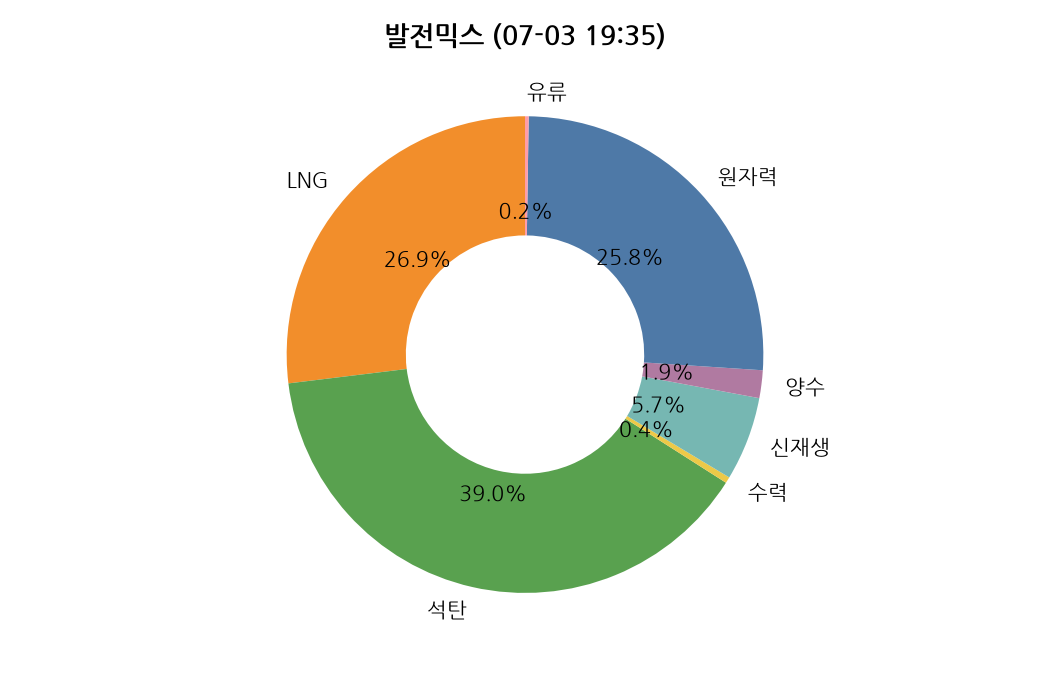 발전믹스 (07-03 19:35)
유류
0.2%
LNG
26.9%
원자력
25.8%
양수
1.9%
신재생
5.7%
수력
0.4%
석탄
39.0%